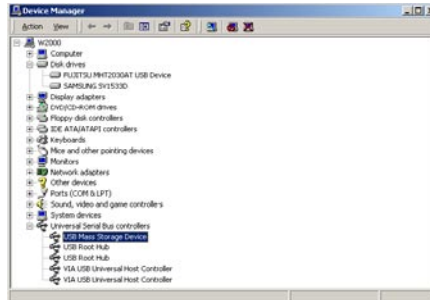 Device Manager
Action View
W2000
Computer
Disk drives
FUJITSU MHT2030AT USB Device
SAMSUNG SV1533D
Display adapters
DVD/CD-ROM drives
Floppy disk controllers
IDE ATA/ATAPI controllers
Keyboards
Mice and other pointing devices
Monitors
Network adapters
Other devices
Ports (COM & LPT)
Sound, video and game controllers
System devices
Universal Serial Bus controllers
USB Mass Storage Device
USB Root Hub
USB Root Hub
VIA USB Universal Host Controller
VIA USB Universal Host Controller